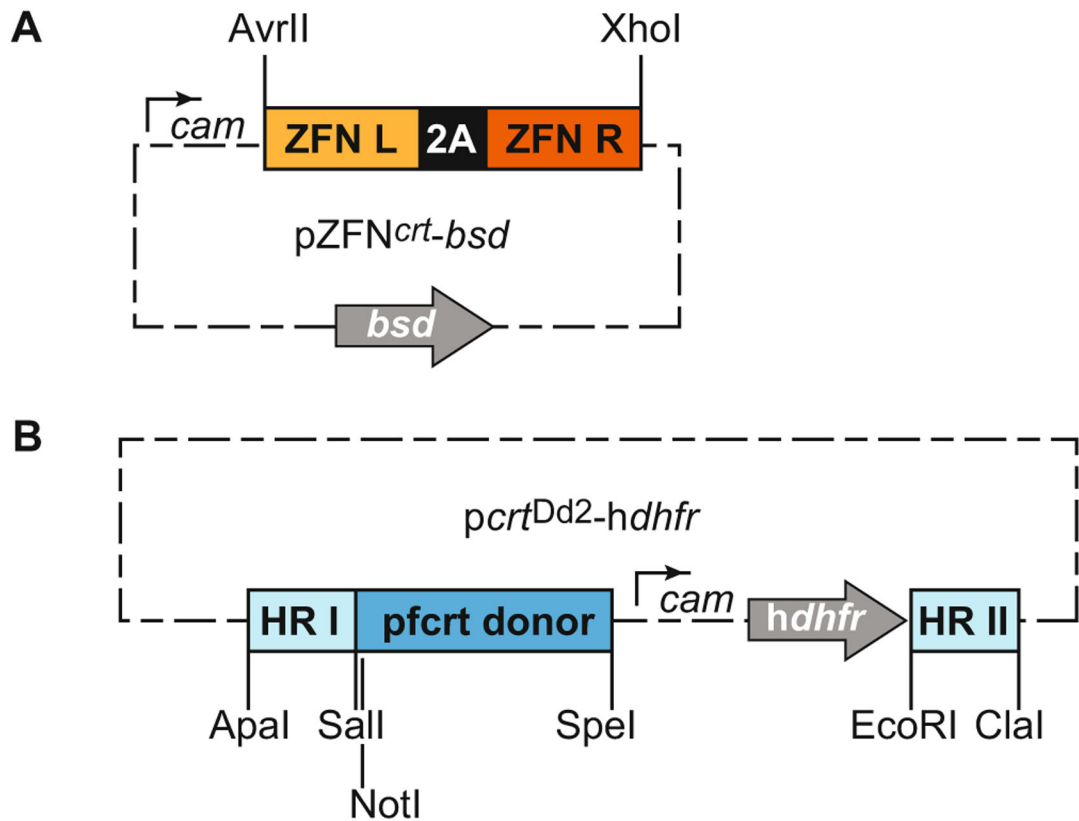 A
AvrII XhoI
cam
ZFN L 2A ZFN R
pZFNcrt-bsd
bsd
B
pcrtDd2-hdhfr
cam
HR I pfcrt donor hdhfr HR II
ApaI SalI SpeI EcoRI ClaI
NotI